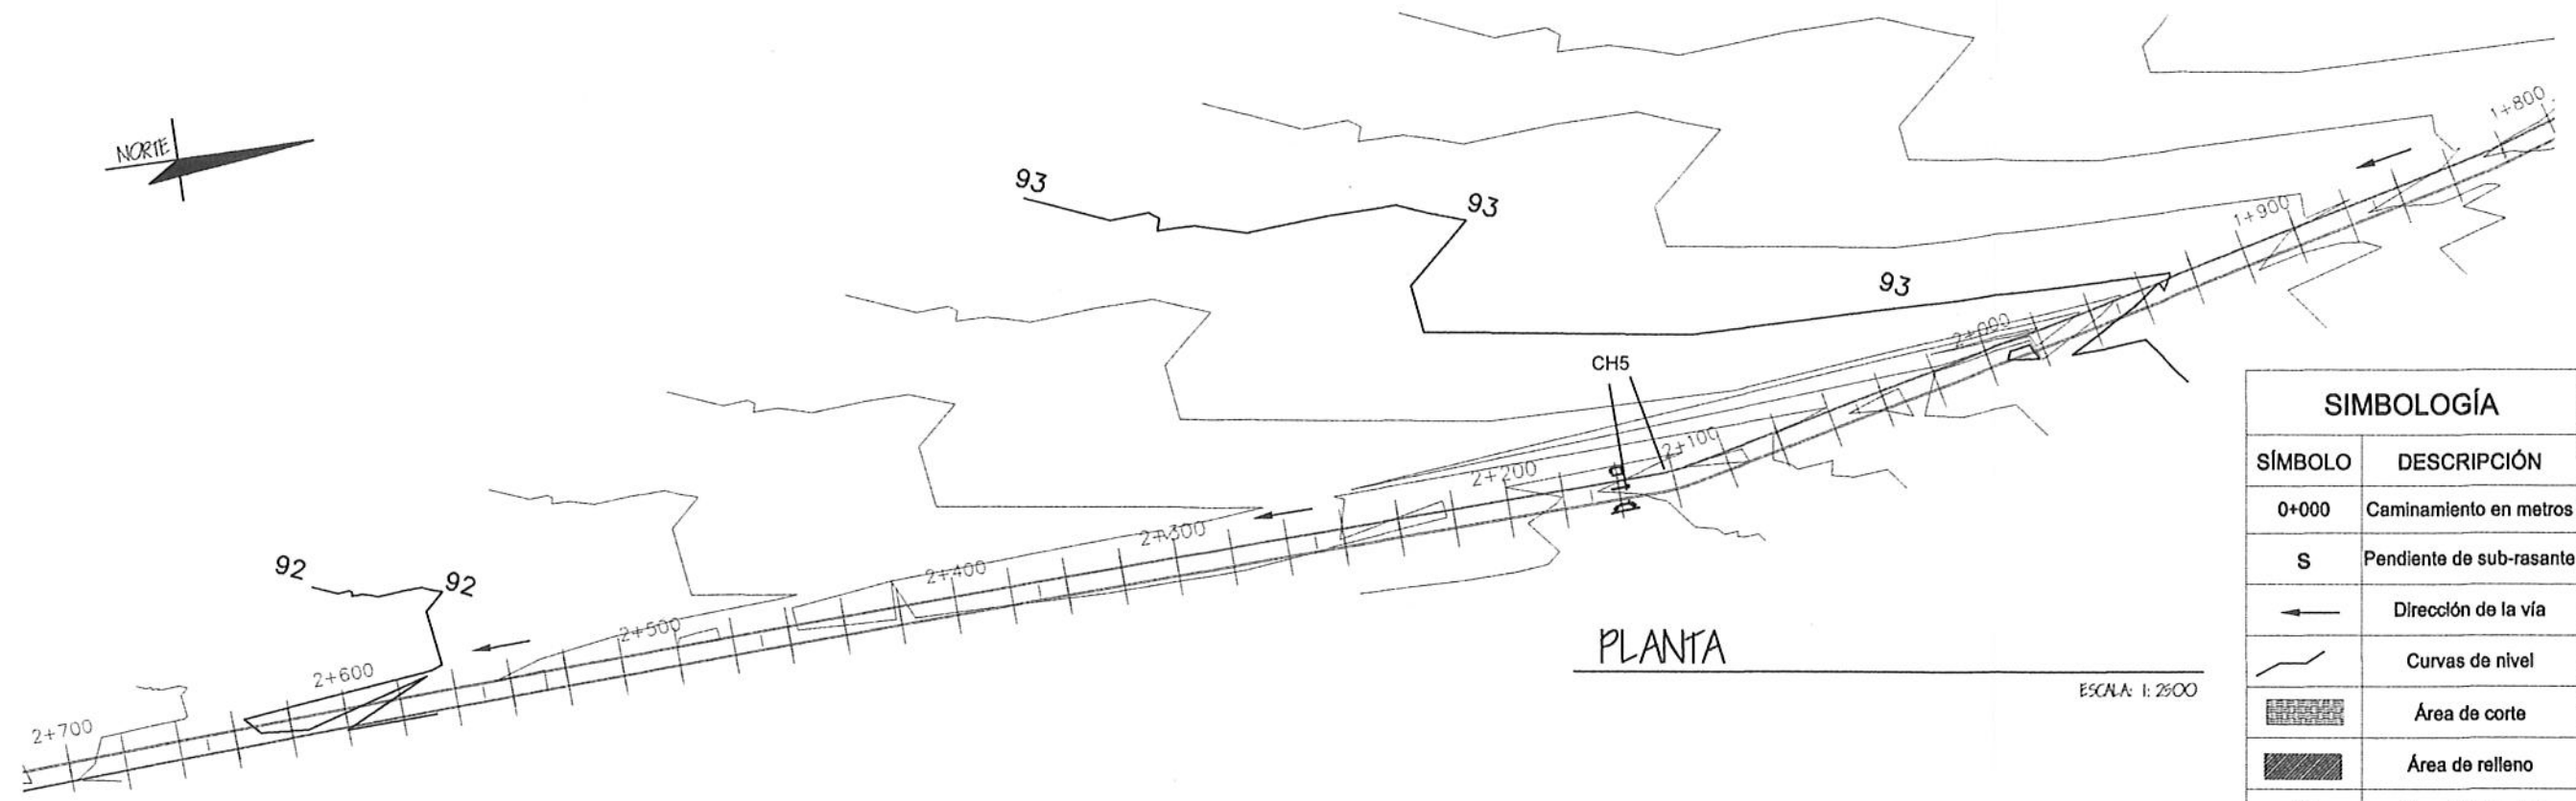 NORTE
93
93
93
92
92
CH5
1+800
1+900
2+000
2+100
2+200
2+300
2+400
2+500
2+600
2+700
PLANTA
ESCALA: 1:2500
SIMBOLOGÍA
SÍMBOLO DESCRIPCIÓN
0+000 Caminamiento en metros
S Pendiente de sub-rasante
Dirección de la vía
Curvas de nivel
Área de corte
Área de relleno